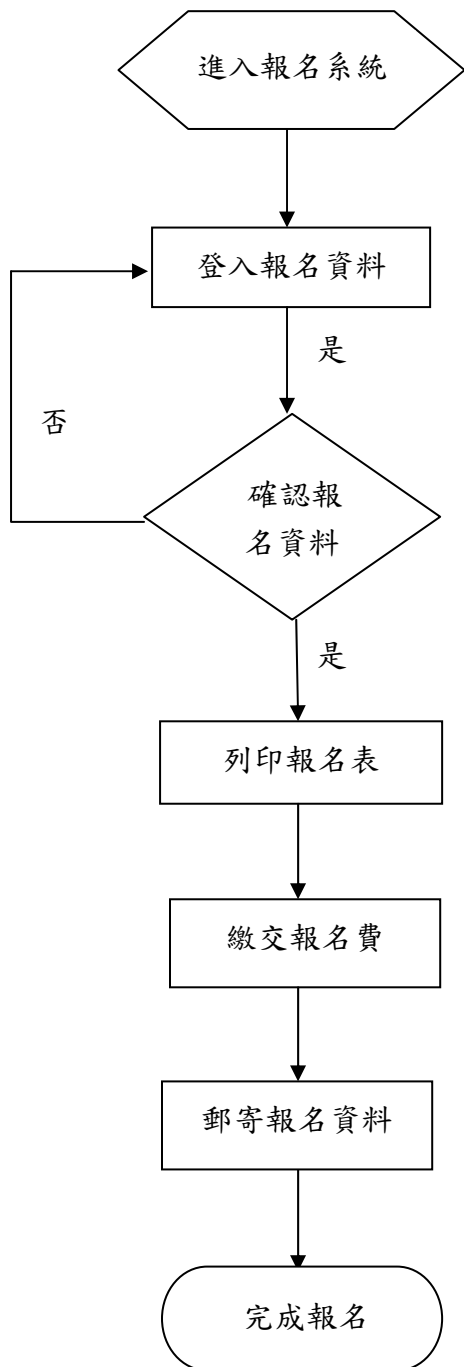 進入報名系統
登入報名資料
是
否
確認報
名資料
是
列印報名表
繳交報名費
郵寄報名資料
完成報名